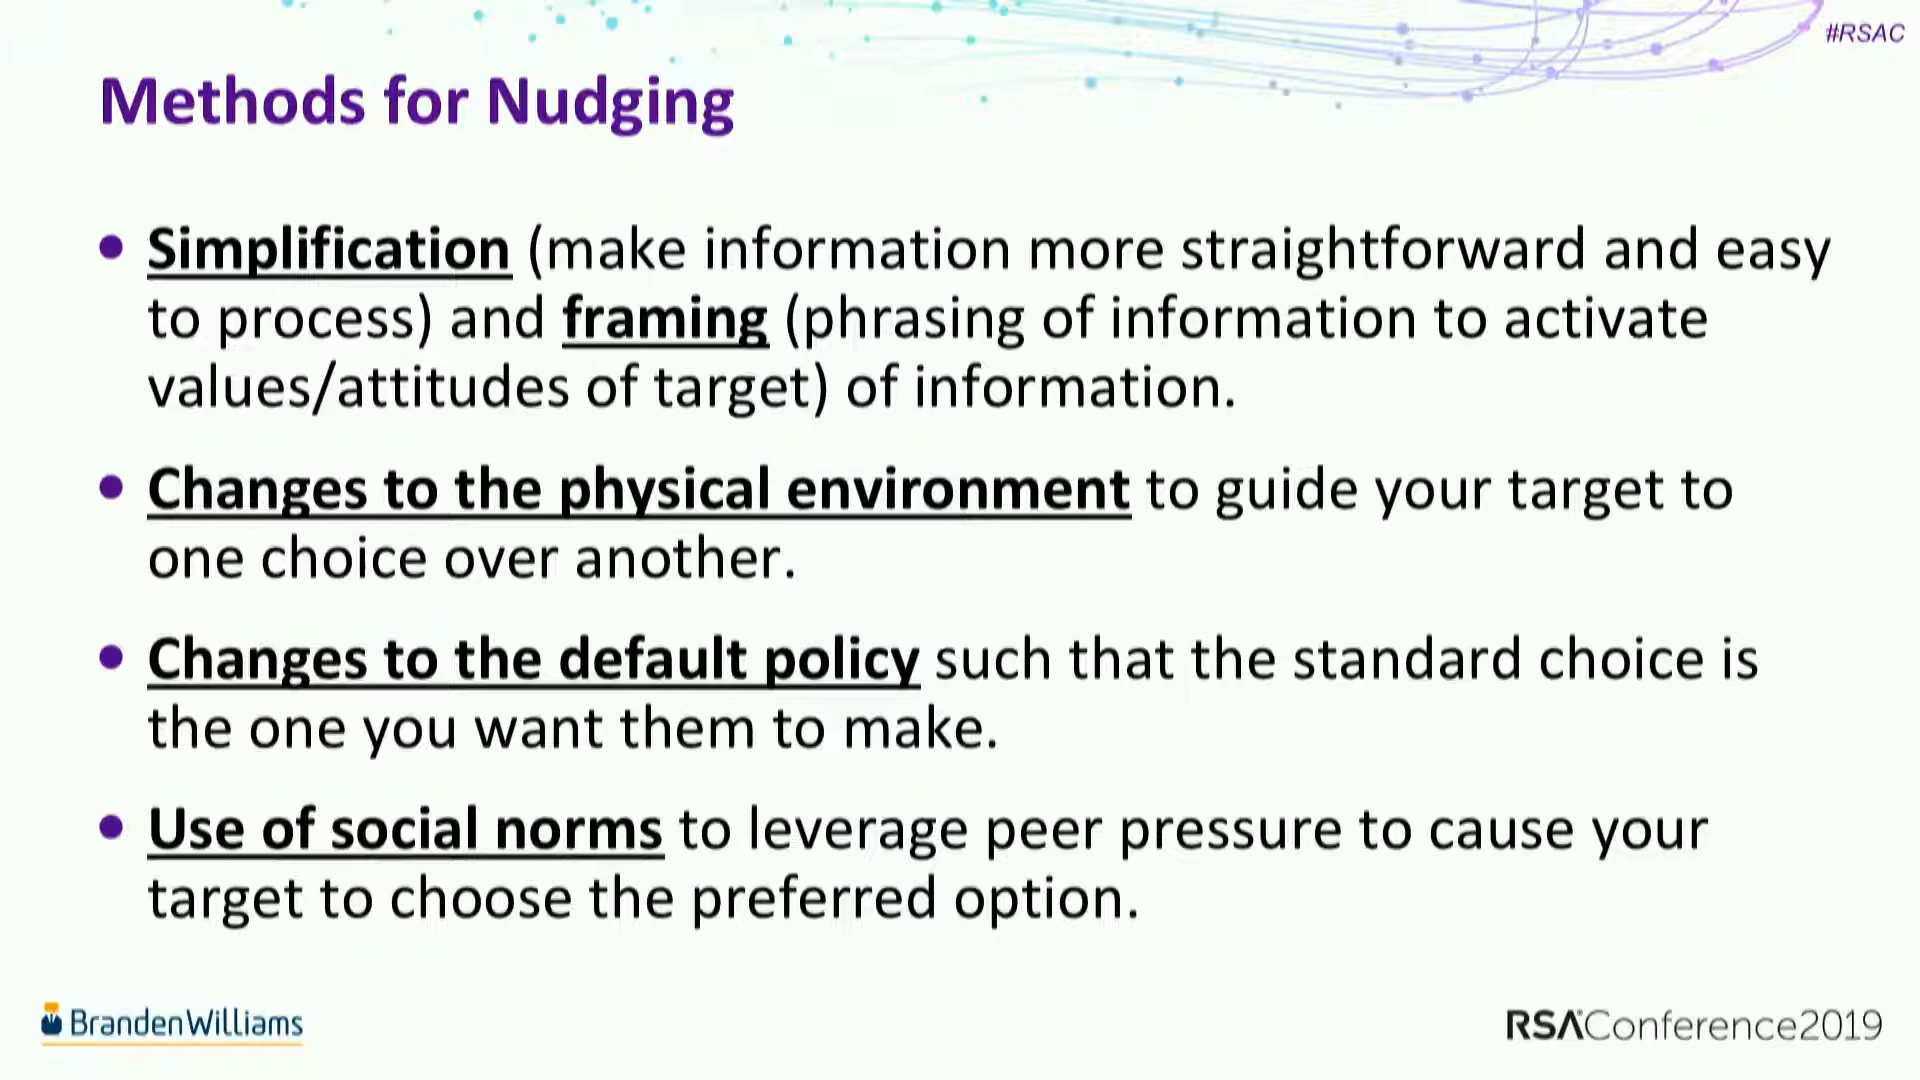 #RSAC
Methods for Nudging
• Simplification (make information more straightforward and easy
to process) and framing (phrasing of information to activate
values/attitudes of target) of information.
• Changes to the physical environment to guide your target to
one choice over another.
• Changes to the default policy such that the standard choice is
the one you want them to make.
• Use of social norms to leverage peer pressure to cause your
target to choose the preferred option.
BrandenWilliams
RSAConference2019